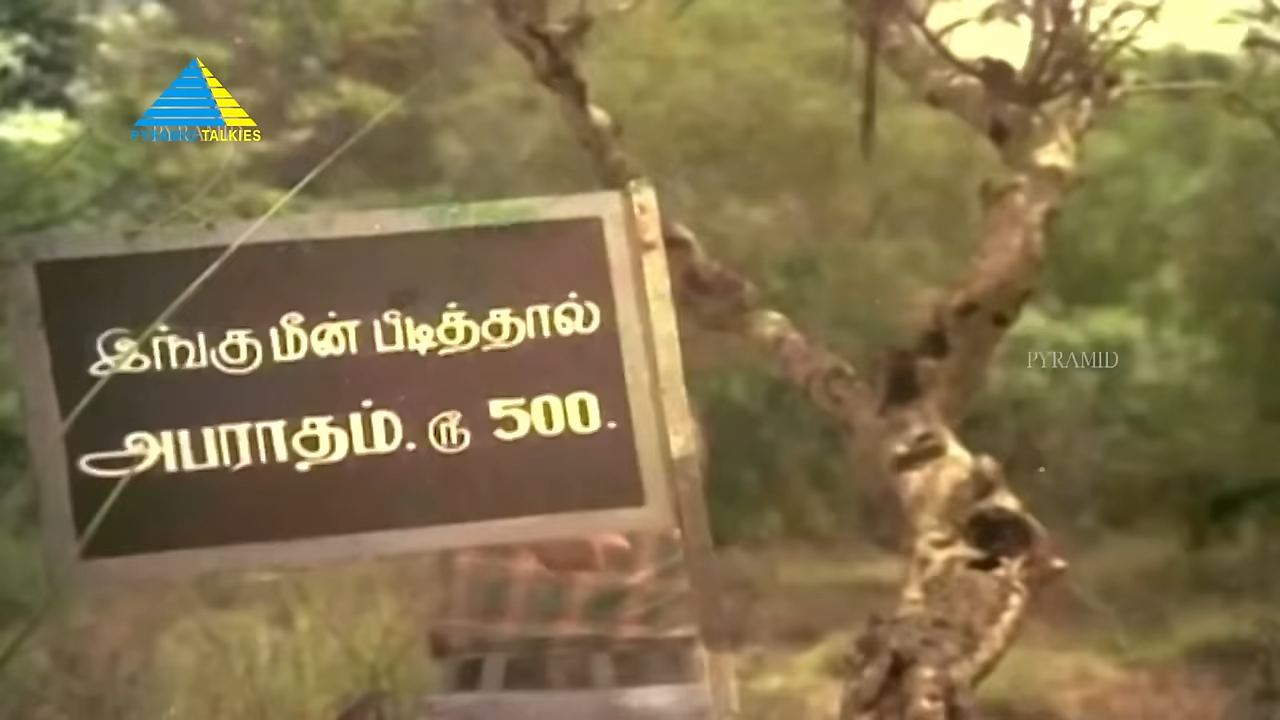 PYRAMID TALKIES
இங்கு மீன் பிடித்தால்
அபராதம். ரூ 500.
PYRAMID